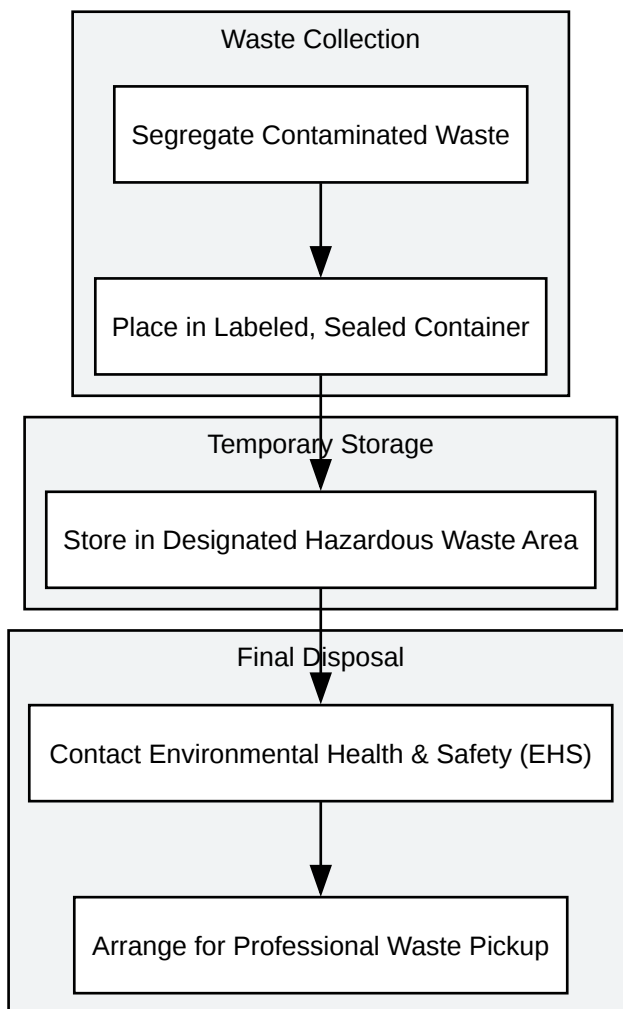 Waste Collection
Segregate Contaminated Waste
Place in Labeled, Sealed Container
Temporary Storage
Store in Designated Hazardous Waste Area
Final Disposal
Contact Environmental Health & Safety (EHS)
Arrange for Professional Waste Pickup